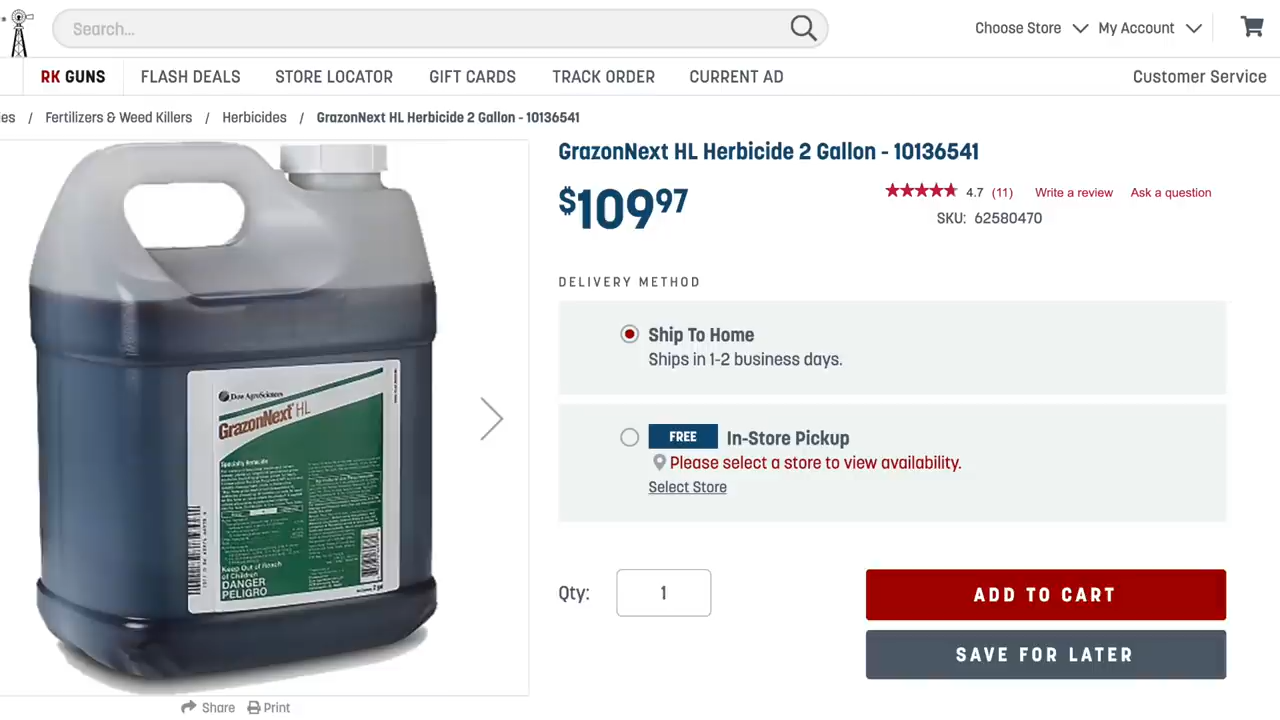 Search...
Choose Store
My Account
RK GUNS
FLASH DEALS
STORE LOCATOR
GIFT CARDS
TRACK ORDER
CURRENT AD
Customer Service
es / Fertilizers & Weed Killers / Herbicides / GrazonNext HL Herbicide 2 Gallon - 10136541
GrazonNext HL Herbicide 2 Gallon - 10136541
$109 97
4.7 (11) Write a review Ask a question
SKU: 62580470
DELIVERY METHOD
Ship To Home
Ships in 1-2 business days.
FREE In-Store Pickup
Please select a store to view availability.
Select Store
Qty: 1
ADD TO CART
SAVE FOR LATER
Dow AgroSciences
GrazonNext HL
Specialty Herbicide
Keep Out of Reach
of Children
DANGER
PELIGRO
Share Print